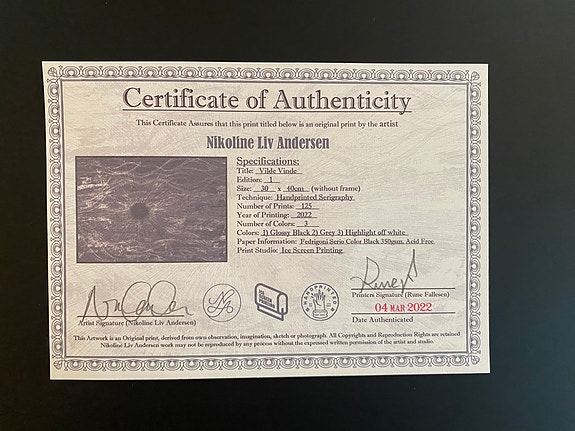 Certificate of Authenticity
This Certificate Assures that this print titled below is an original print by the artist
Nikoline Liv Andersen
Specifications:
Title: Vilde Vinde
Edition: 1
Size: 30 x 40cm (without frame)
Technique: Handprinted Serigraphy
Number of Prints: 125
Year of Printing: 2022
Number of Colors: 3
Colors: 1) Glossy Black 2) Grey 3) Highlight off white
Paper Information: Fedrigoni Serio Color Black 350gsm, Acid Free
Print Studio: Ice Screen Printing
Artist Signature (Nikoline Liv Andersen)
HANDPRINTED
Printers Signature (Rune Fallesen)
04 MAR 2022
Date Authenticated
This Artwork is an Original print, derived from own observation, imagination, sketch or photograph. All Copyrights and Reproduction Rights are retained
Nikoline Liv Andersen work may not be reproduced by any process without the expressed written permission of the artist and studio.